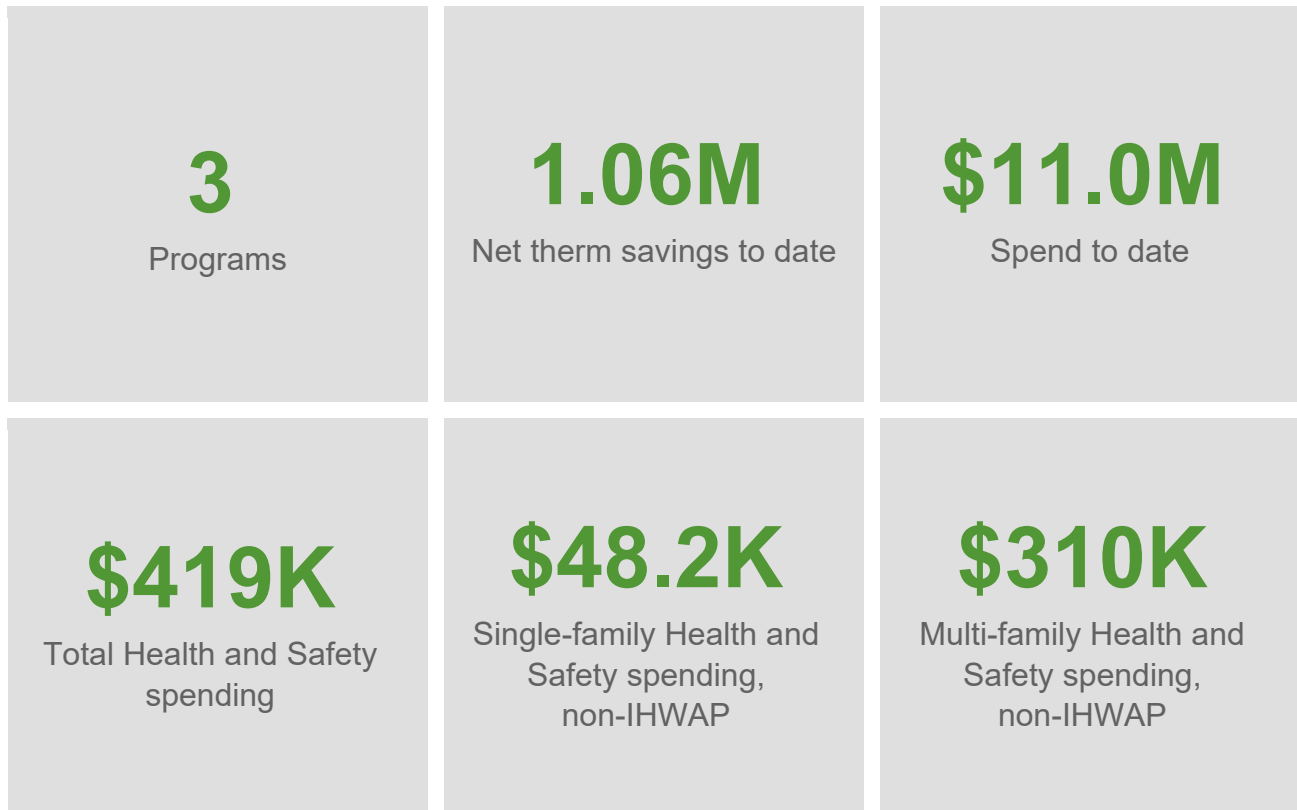 3
Programs
1.06M
Net therm savings to date
$11.0M
Spend to date
$419K
Total Health and Safety
spending
$48.2K
Single-family Health and
Safety spending,
non-IHWAP
$310K
Multi-family Health and
Safety spending,
non-IHWAP